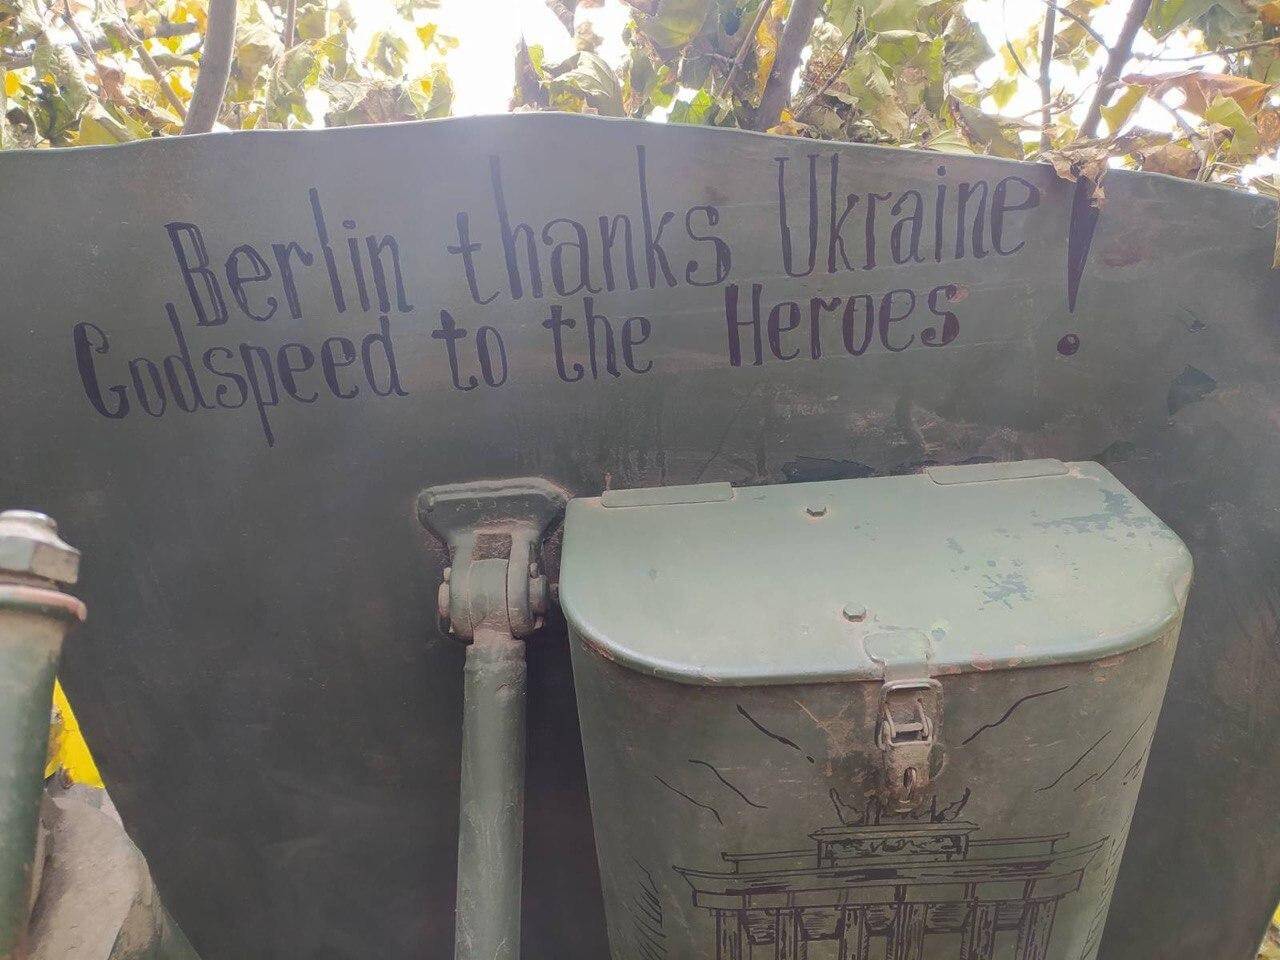 Berlin thanks Ukraine !
Godspeed to the Heroes